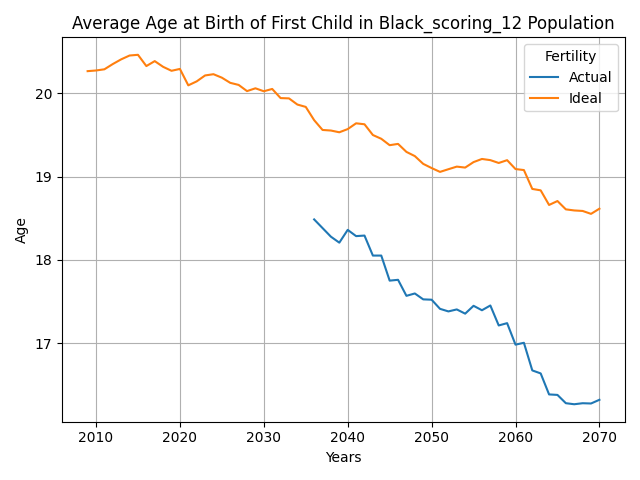 Average Age at Birth of First Child in Black_scoring_12 Population
Fertility
Actual
Ideal
Age
20
19
18
17
2010 2020 2030 2040 2050 2060 2070
Years